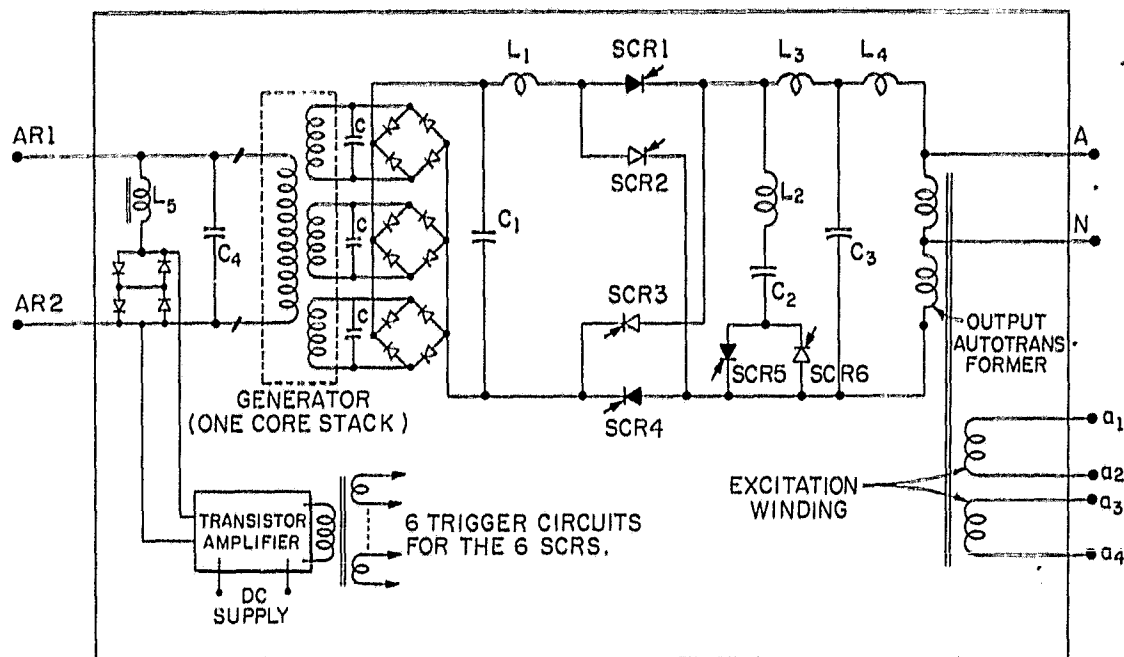 L1
SCR1
L3
L4
AR1
C
A
SCR2
L5
L2
N
C
C1
C4
C3
C2
SCR3
AR2
C
OUTPUT
AUTOTRANS
FORMER
SCR5
SCR6
GENERATOR
(ONE CORE STACK)
SCR4
a1
EXCITATION
WINDING
a2
a3
TRANSISTOR
AMPLIFIER
6 TRIGGER CIRCUITS
FOR THE 6 SCRS.
a4
DC
SUPPLY